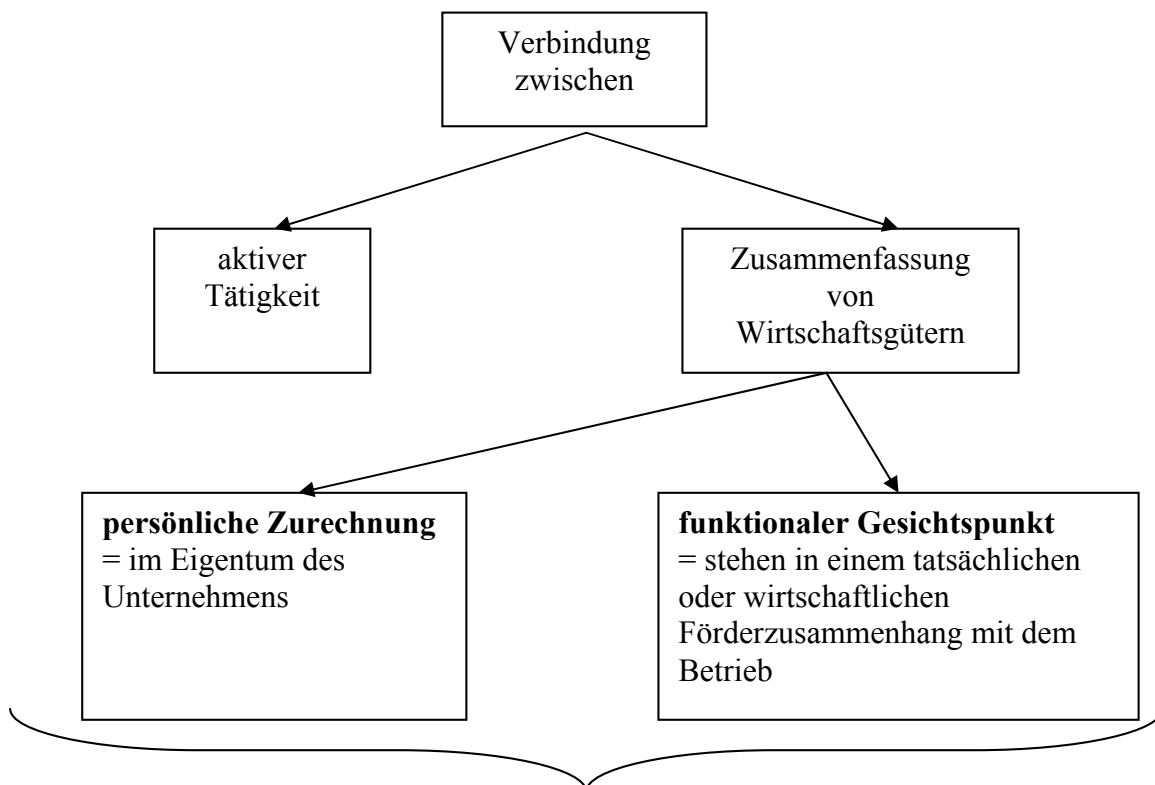 Verbindung
zwischen
aktiver
Tätigkeit
Zusammenfassung
von
Wirtschaftsgütern
persönliche Zurechnung
= im Eigentum des
Unternehmens
funktionaler Gesichtspunkt
= stehen in einem tatsächlichen
oder wirtschaftlichen
Förderzusammenhang mit dem
Betrieb